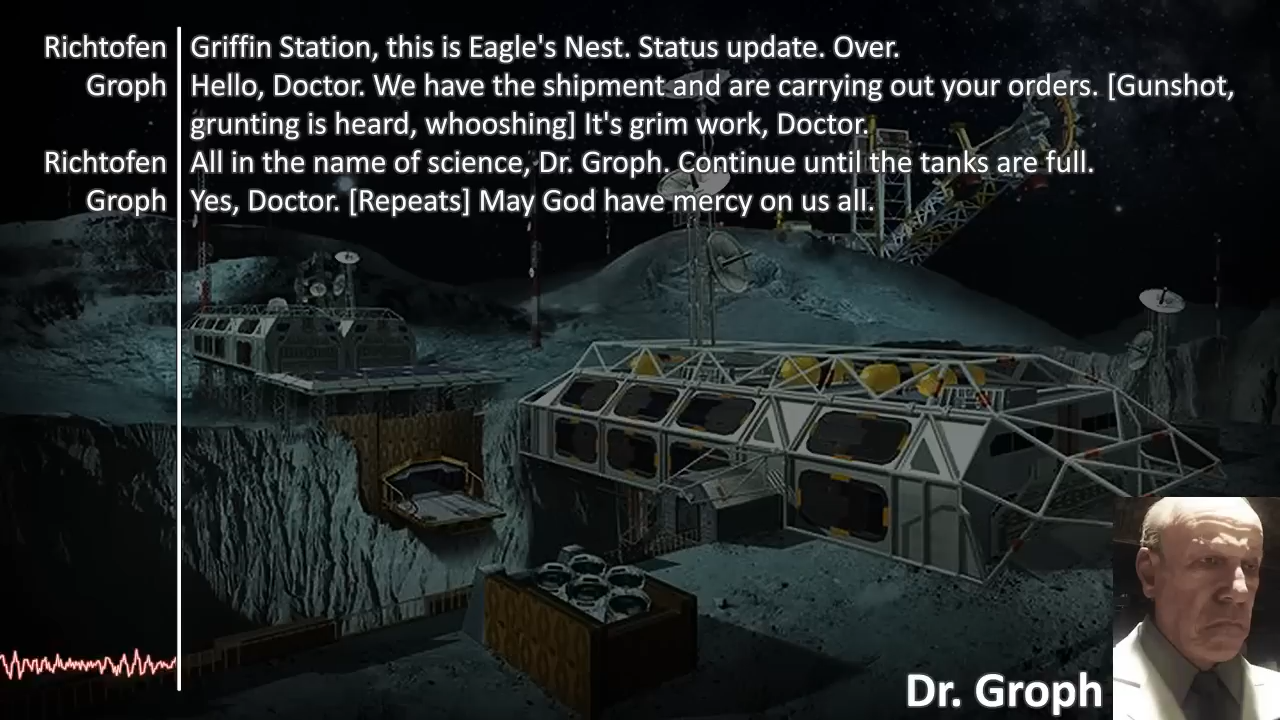 Richtofen Griffin Station, this is Eagle's Nest. Status update. Over.
Groph Hello, Doctor. We have the shipment and are carrying out your orders. [Gunshot,
grunting is heard, whooshing] It's grim work, Doctor.
Richtofen All in the name of science, Dr. Groph. Continue until the tanks are full.
Groph Yes, Doctor. [Repeats] May God have mercy on us all.
Dr. Groph